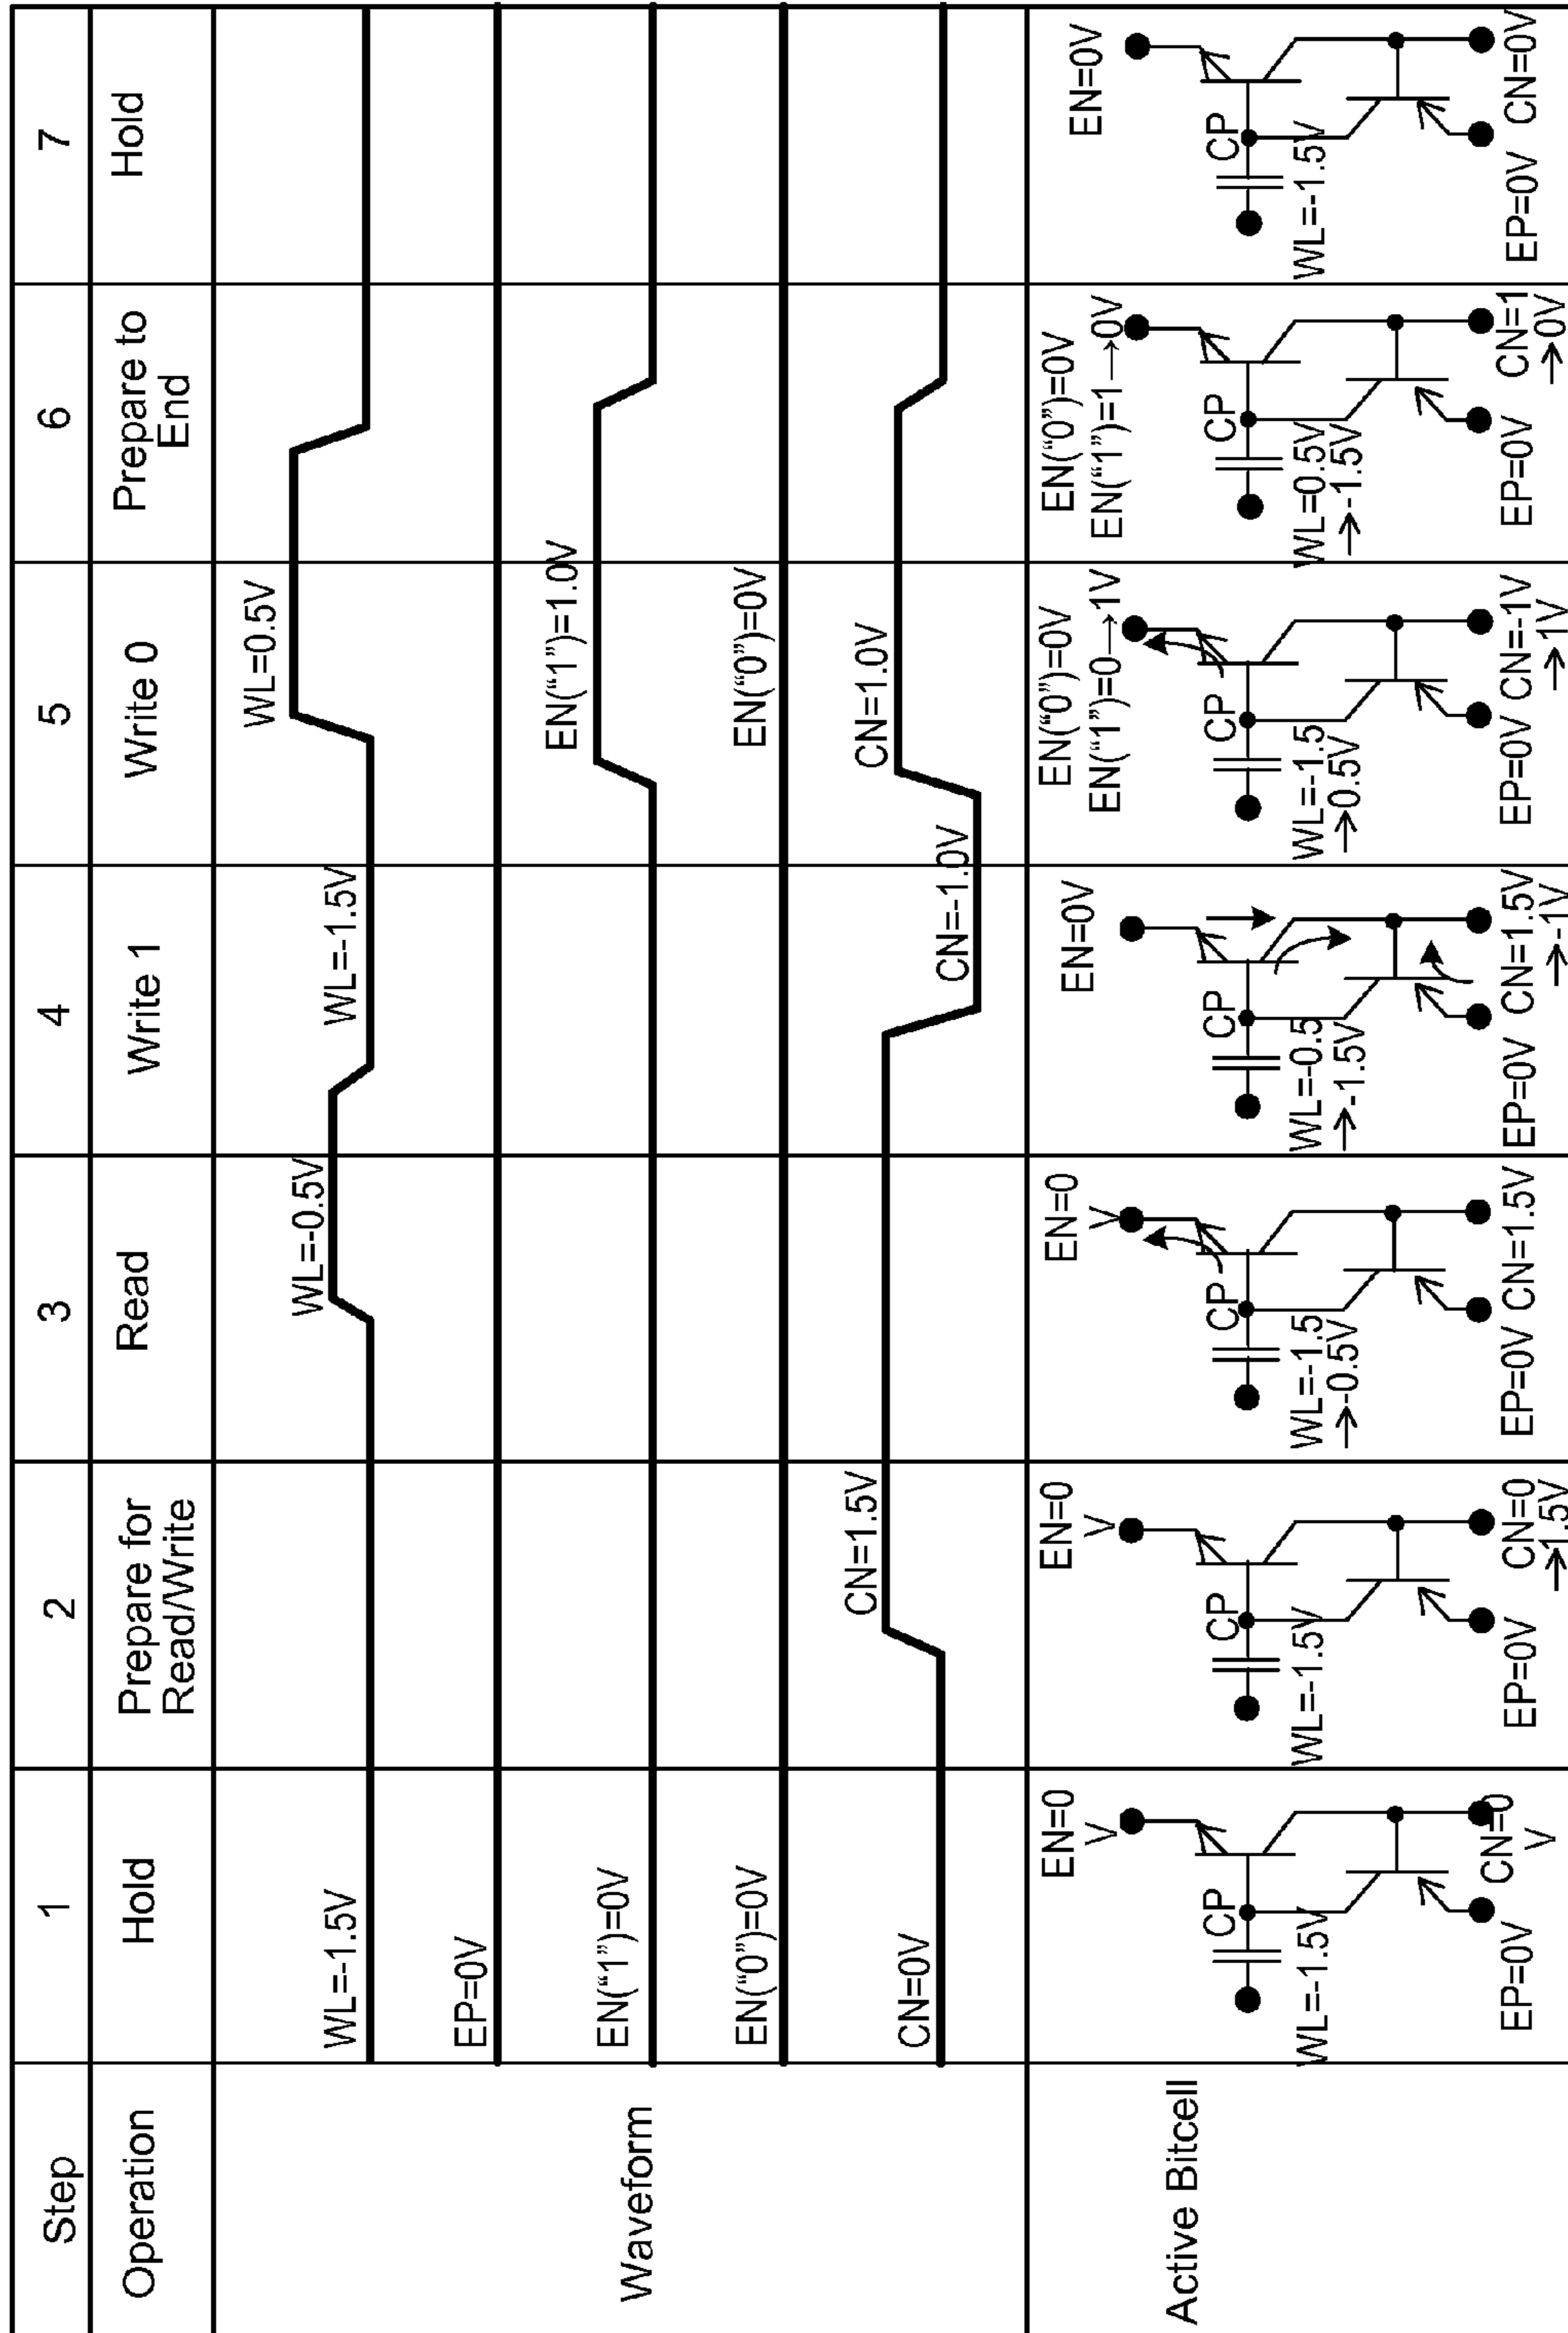 Step
1
2
3
4
5
6
7
Operation
Hold
Prepare for
Read/Write
Read
Write 1
Write 0
Prepare to
End
Hold
Waveform
WL=-1.5V
WL=-0.5V
WL=-1.5V
WL=0.5V
EP=0V
EN(“1”)=0V
EN(“1”)=1.0V
EN(“0”)=0V
EN(“0”)=0V
CN=0V
CN=1.5V
CN=-1.0V
CN=1.0V
Active Bitcell
EN=0
V
CP
WL=-1.5V
EP=0V
CN=0
V
EN=0
V
CP
WL=-1.5V
EP=0V
CN=0
→1.5V
EN=0
V
CP
WL=-1.5
→-0.5V
EP=0V CN=1.5V
EN=0V
CP
WL=-0.5
→-1.5V
EP=0V CN=1.5V
→-1V
EN(“0”)=0V
EN(“1”)=0→1V
CP
WL=-1.5
→0.5V
EP=0V CN=-1V
→1V
EN(“0”)=0V
EN(“1”)=1→0V
CP
WL=0.5V
→-1.5V
EP=0V
CN=1
→0V
EN=0V
CP
WL=-1.5V
EP=0V
CN=0V